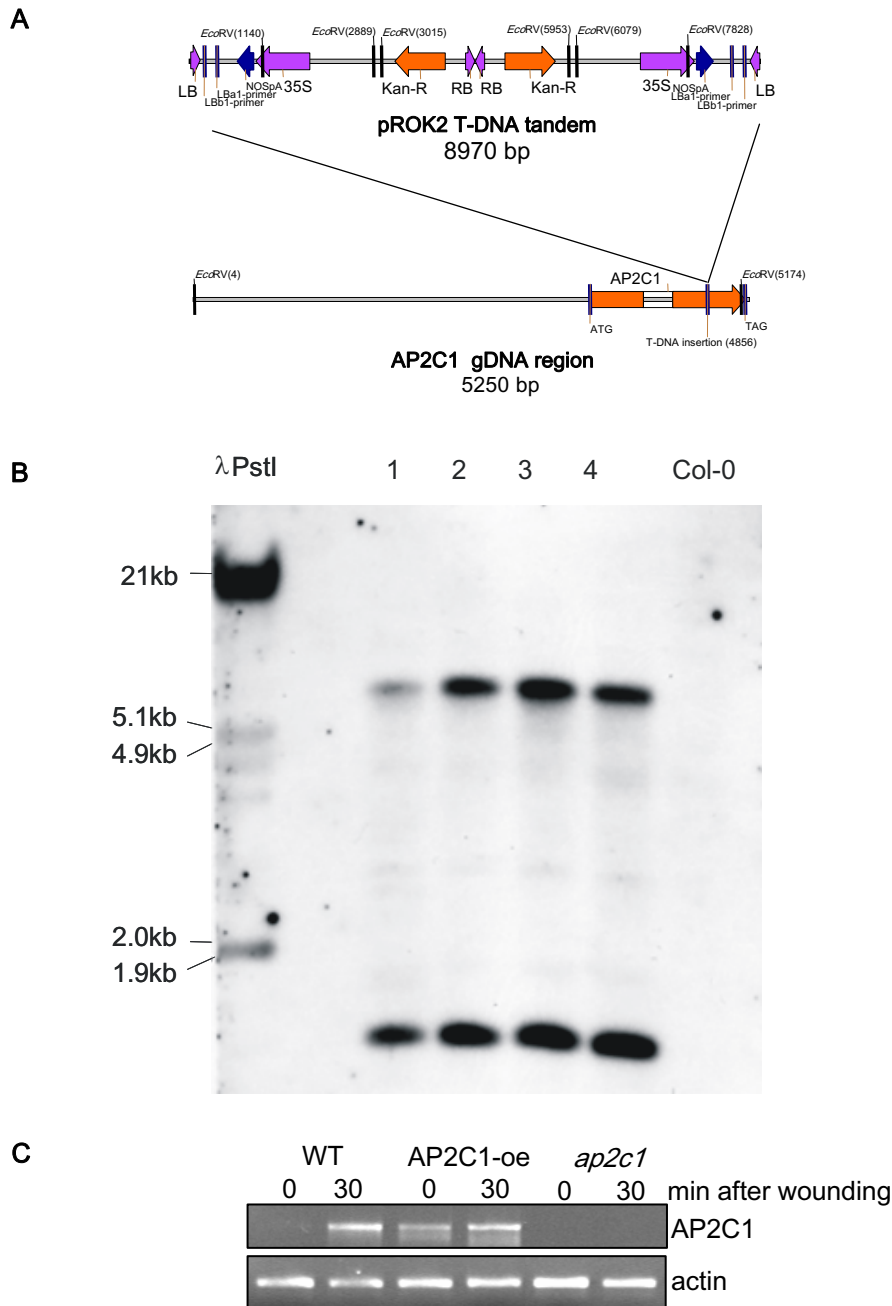 A
EcoRV(1140)
EcoRV(2889)
EcoRV(3015)
EcoRV(5953)
EcoRV(6079)
EcoRV(7828)
LB
LBb1-primer
LBa1-primer
NOSpA
35S
Kan-R
RB
RB
Kan-R
35S
NOSpA
LBa1-primer
LBb1-primer
LB
pROK2 T-DNA tandem
8970 bp
EcoRV(4)
AP2C1
EcoRV(5174)
ATG
T-DNA insertion (4856)
TAG
AP2C1 gDNA region
5250 bp
B
λ PstI 1 2 3 4 Col-0
21kb
5.1kb
4.9kb
2.0kb
1.9kb
C
WT AP2C1-oe ap2c1
0 30 0 30 0 30 min after wounding
AP2C1
actin